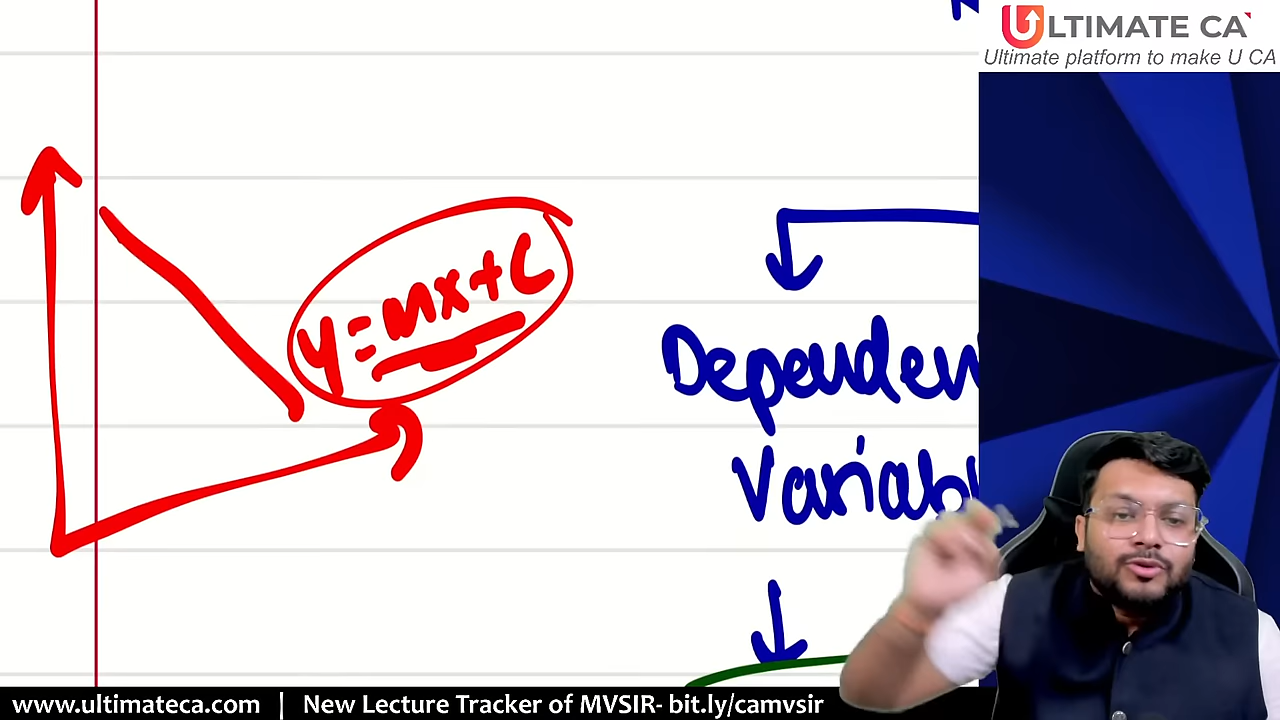 ULTIMATE CA
Ultimate platform to make U CA
y=mx+c
Dependen
Variab
www.ultimateca.com | New Lecture Tracker of MVSIR- bit.ly/camvsir